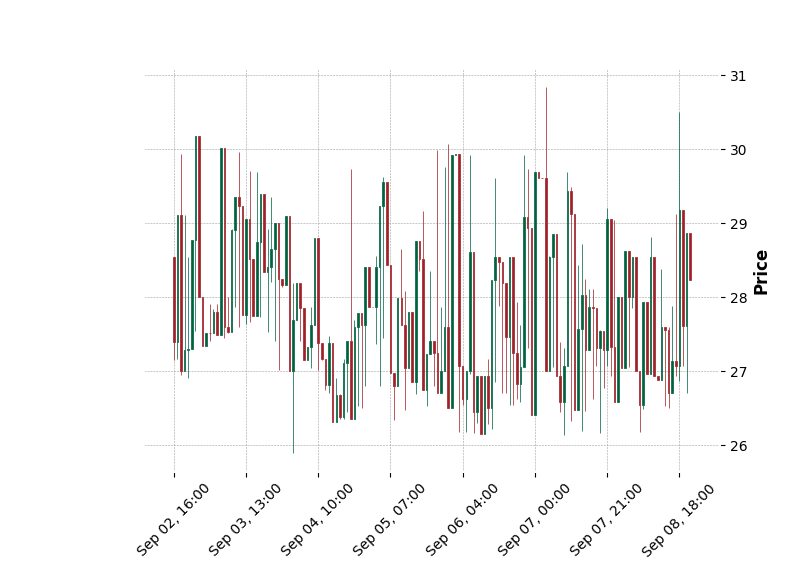 31
30
29
28
27
26
Price
Sep 02, 16:00
Sep 03, 13:00
Sep 04, 10:00
Sep 05, 07:00
Sep 06, 04:00
Sep 07, 00:00
Sep 07, 21:00
Sep 08, 18:00